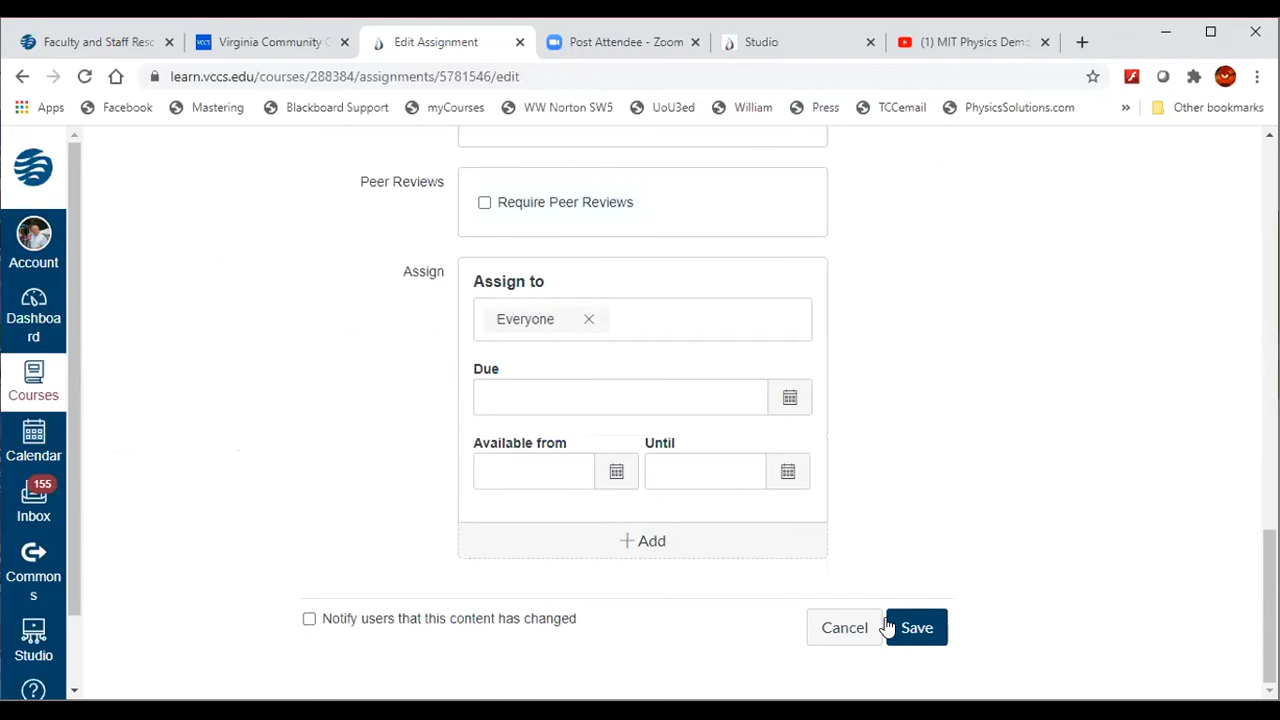 Faculty and Staff Reso
Virginia Community C
Edit Assignment
Post Attendee - Zoom
Studio
(1) MIT Physics Demo
learn.vccs.edu/courses/288384/assignments/5781546/edit
Apps
Facebook
Mastering
Blackboard Support
myCourses
WW Norton SW5
UoU3ed
William
Press
TCCemail
PhysicsSolutions.com
»
Other bookmarks
Account
Dashboa
rd
Courses
Calendar
155
Inbox
Common
s
Studio
Peer Reviews
Require Peer Reviews
Assign
Assign to
Everyone
Due
Available from
Until
+ Add
Notify users that this content has changed
Cancel
Save